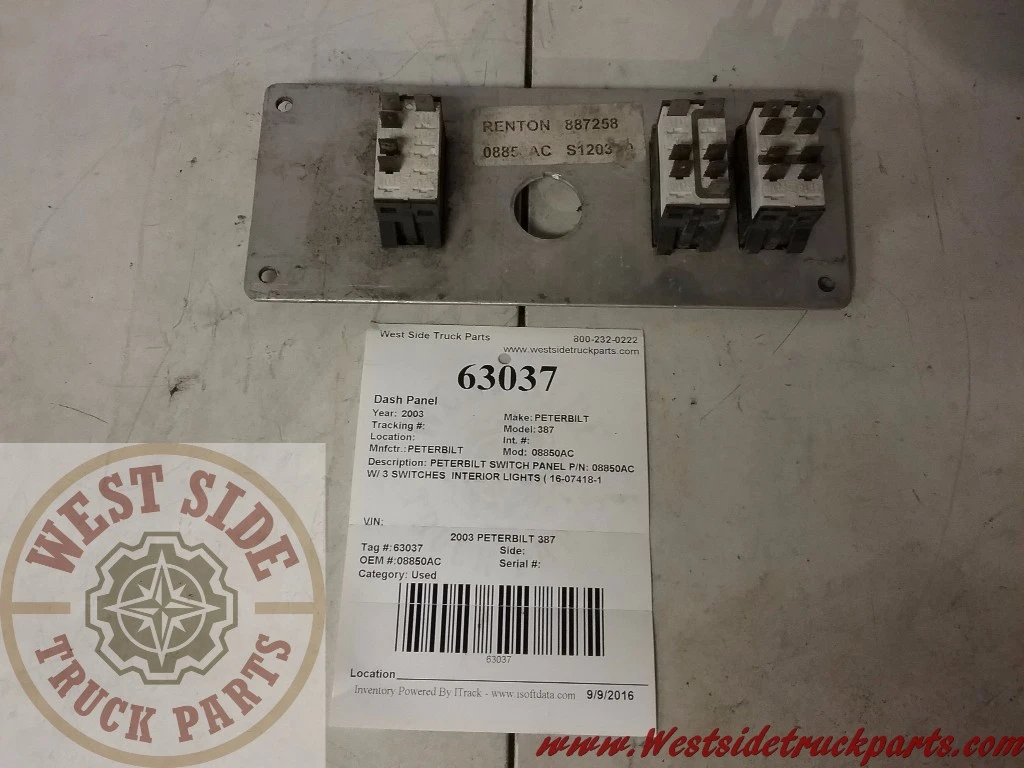 RENTON 887258
AC
West Side Truck Parts 800-232-0222
www.westsidetruckparts.com
63037
Dash Panel
Year: 2003 Make: PETERBILT
Tracking #: Model: 387
Location: Int. #:
Mnfctr.: PETERBILT Mod: 08850AC
Description: PETERBILT SWITCH PANEL P/N: 08850AC
W/ 3 SWITCHES INTERIOR LIGHTS ( 16-07418-1
VIN:
2003 PETERBILT 387
Tag #: 63037 Side:
OEM #: 08850AC Serial #:
Category: Used
63037
Location
Inventory Powered By ITrack - www.isoftdata.com 9/9/2016
WEST SIDE
TRUCK PARTS
www.Westsidetruckparts.com